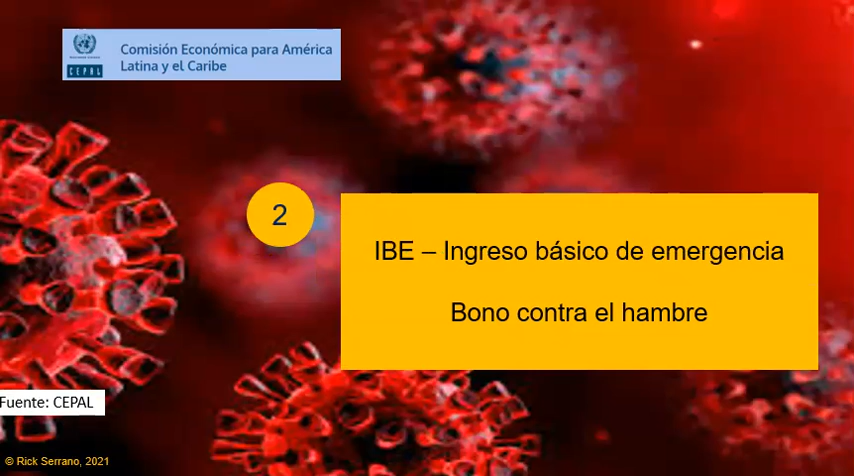 Comisión Económica para América
Latina y el Caribe
CEPAL
2
IBE – Ingreso básico de emergencia
Bono contra el hambre
Fuente: CEPAL
© Rick Serrano, 2021